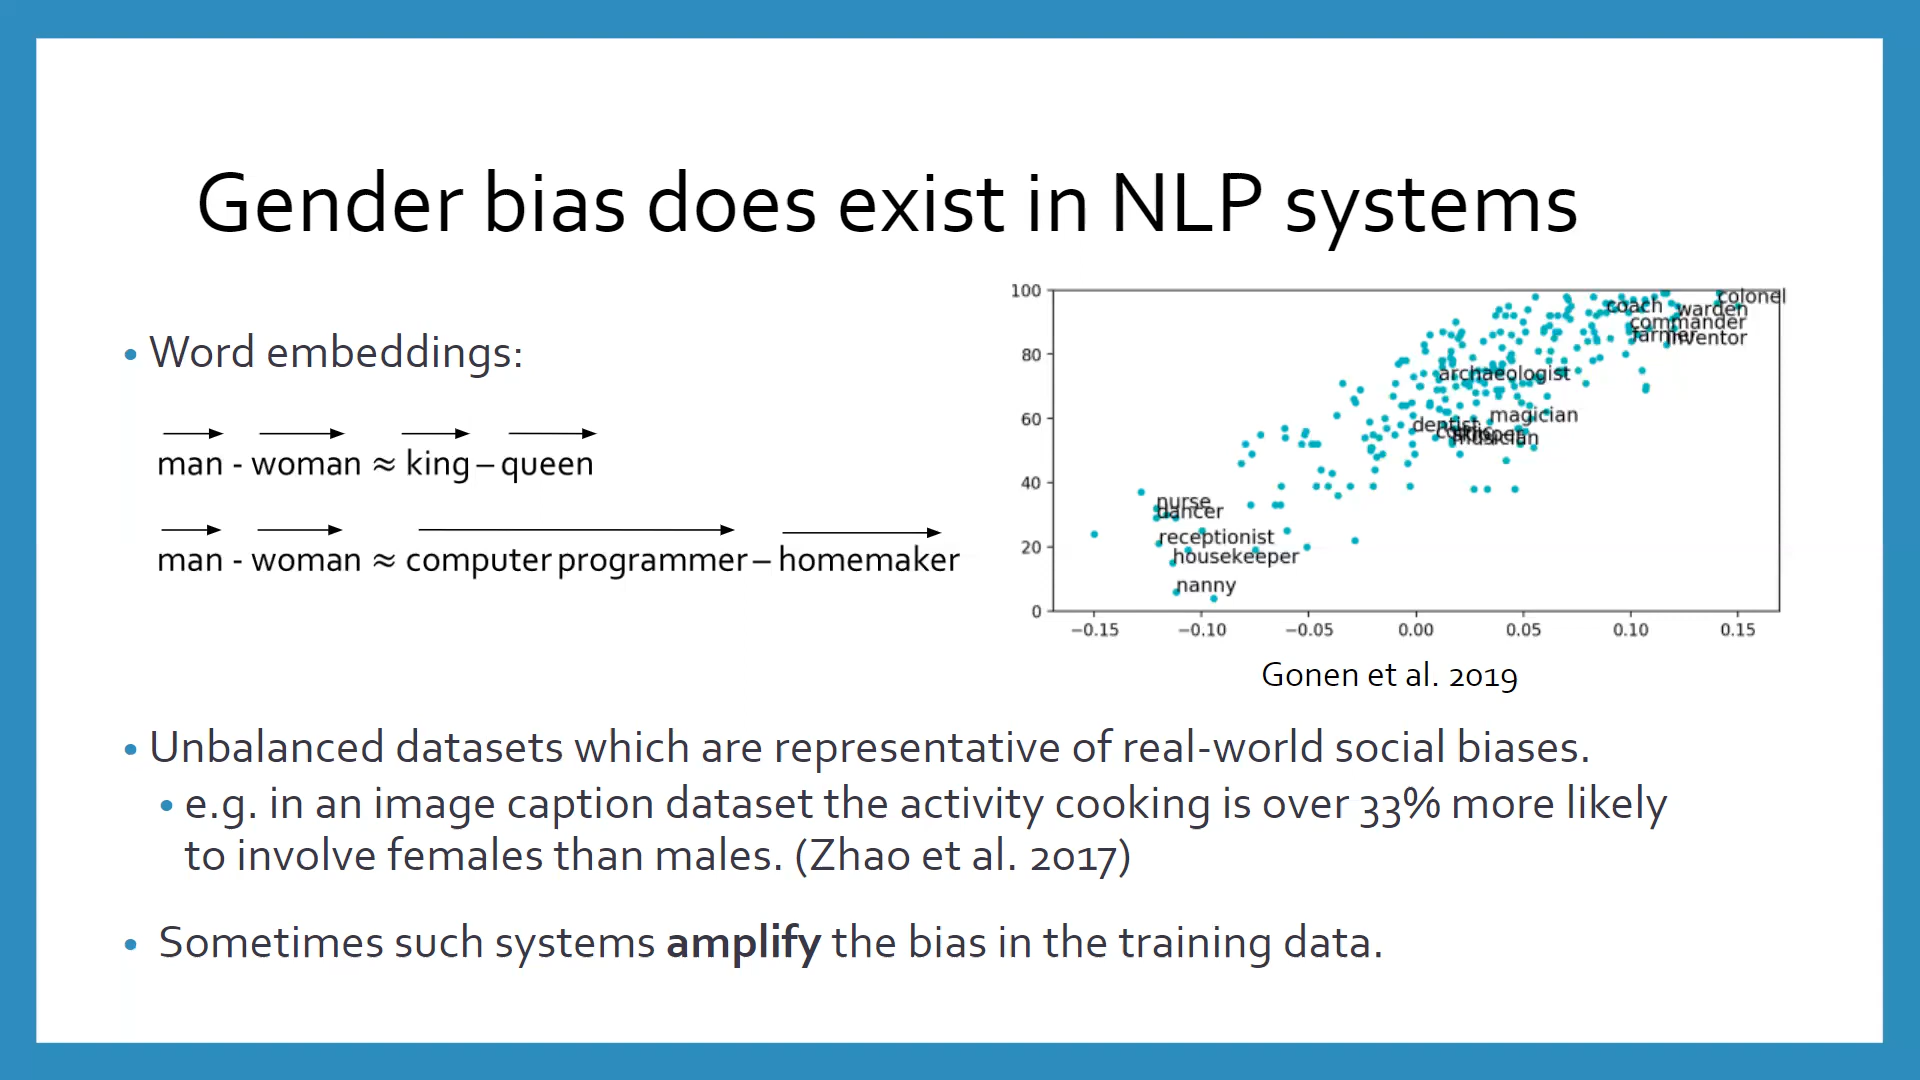 Gender bias does exist in NLP systems
• Word embeddings:
man - woman ≈ king – queen
man - woman ≈ computer programmer – homemaker
100
80
60
40
20
0
colonel
coach
warden
commander
farmer
inventor
archaeologist
magician
dentist
musician
nurse
dancer
receptionist
housekeeper
nanny
−0.15 −0.10 −0.05 0.00 0.05 0.10 0.15
Gonen et al. 2019
• Unbalanced datasets which are representative of real-world social biases.
• e.g. in an image caption dataset the activity cooking is over 33% more likely
to involve females than males. (Zhao et al. 2017)
• Sometimes such systems amplify the bias in the training data.